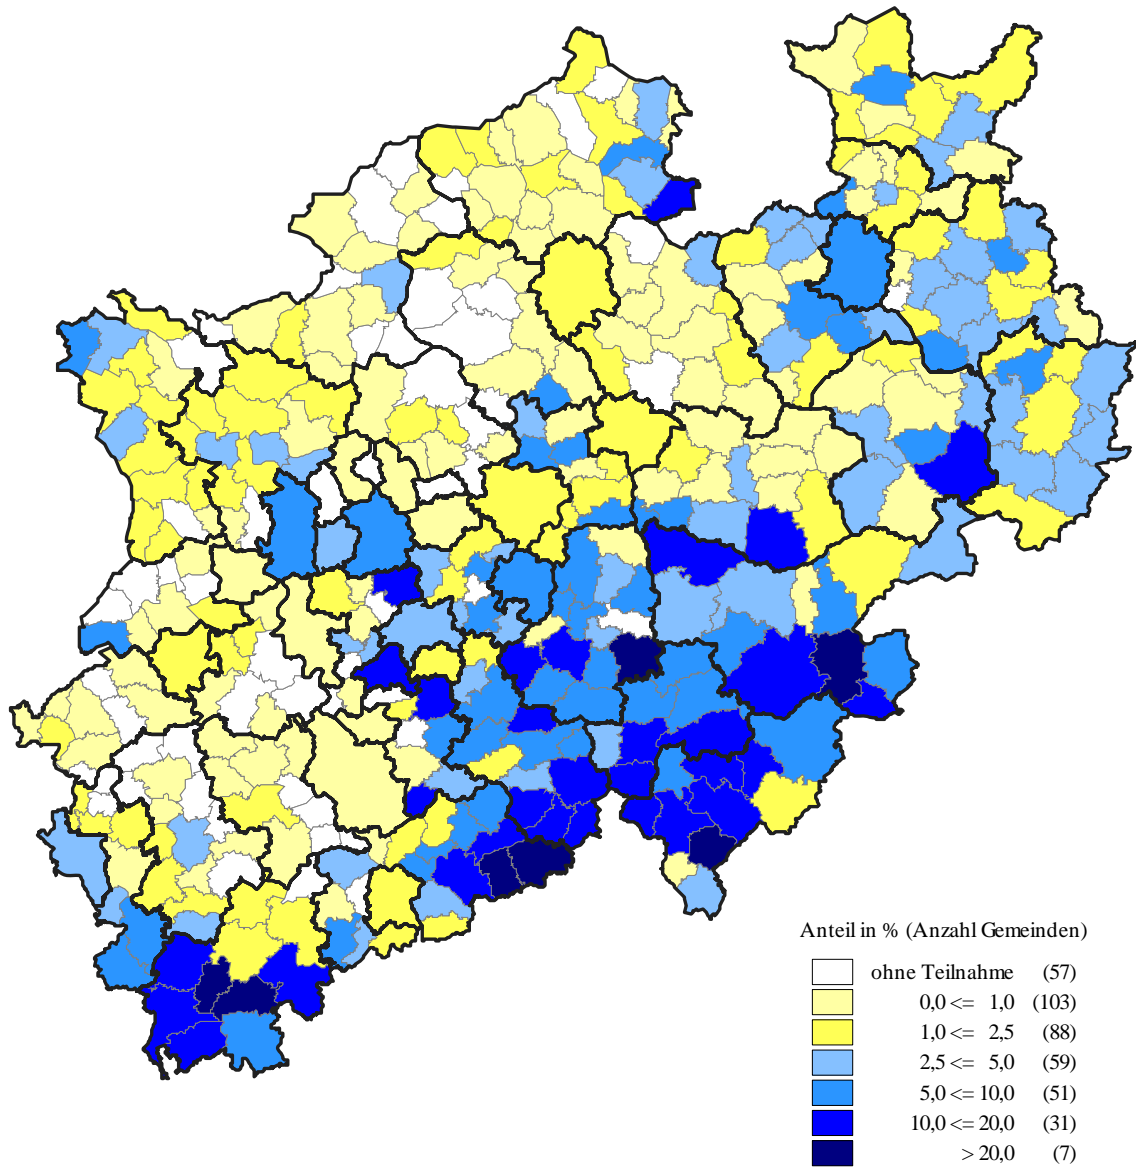 Anteil in % (Anzahl Gemeinden)
ohne Teilnahme (57)
0,0 <= 1,0 (103)
1,0 <= 2,5 (88)
2,5 <= 5,0 (59)
5,0 <= 10,0 (51)
10,0 <= 20,0 (31)
> 20,0 (7)